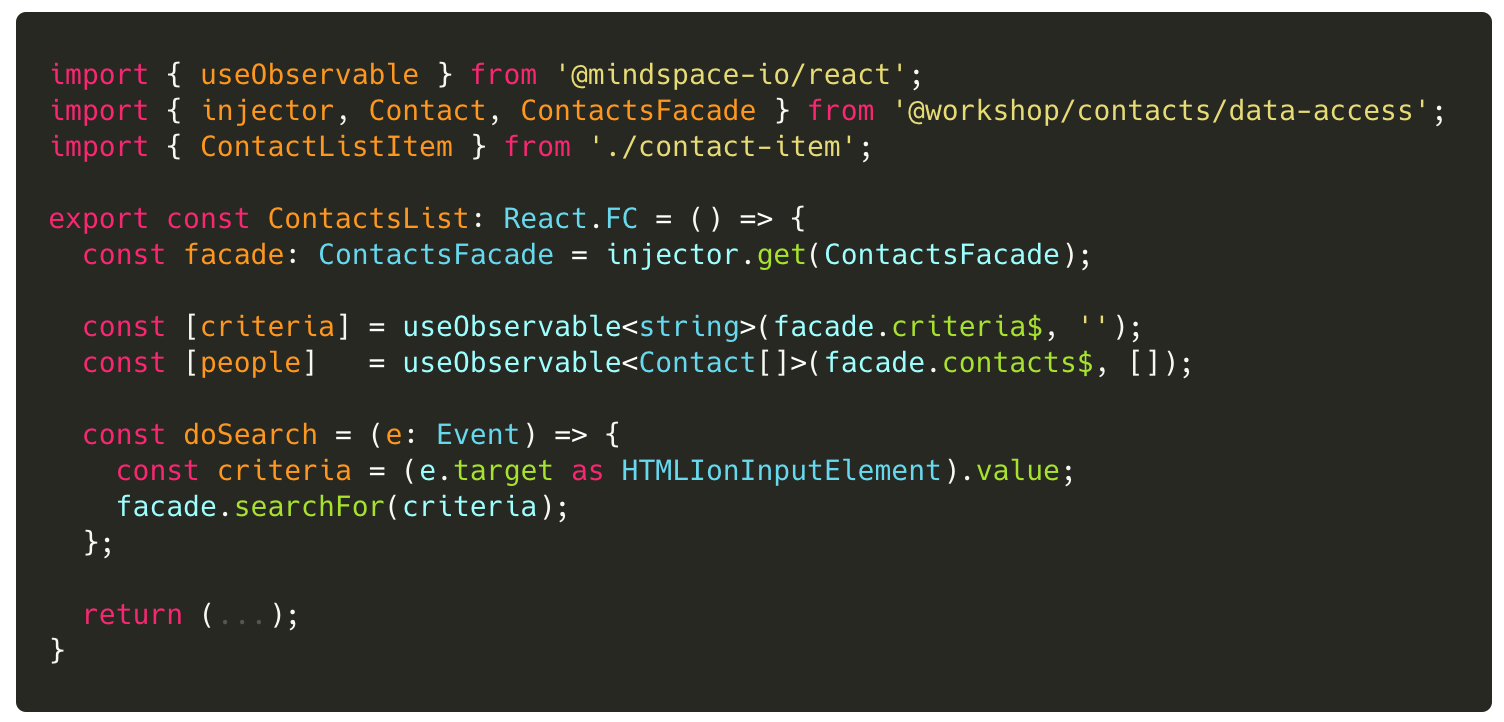 import { useObservable } from '@mindspace-io/react';
import { injector, Contact, ContactsFacade } from '@workshop/contacts/data-access';
import { ContactListItem } from './contact-item';

export const ContactsList: React.FC = () => {
  const facade: ContactsFacade = injector.get(ContactsFacade);

  const [criteria] = useObservable<string>(facade.criteria$, '');
  const [people]   = useObservable<Contact[]>(facade.contacts$, []);

  const doSearch = (e: Event) => {
    const criteria = (e.target as HTMLIonInputElement).value;
    facade.searchFor(criteria);
  };

  return (...);
}